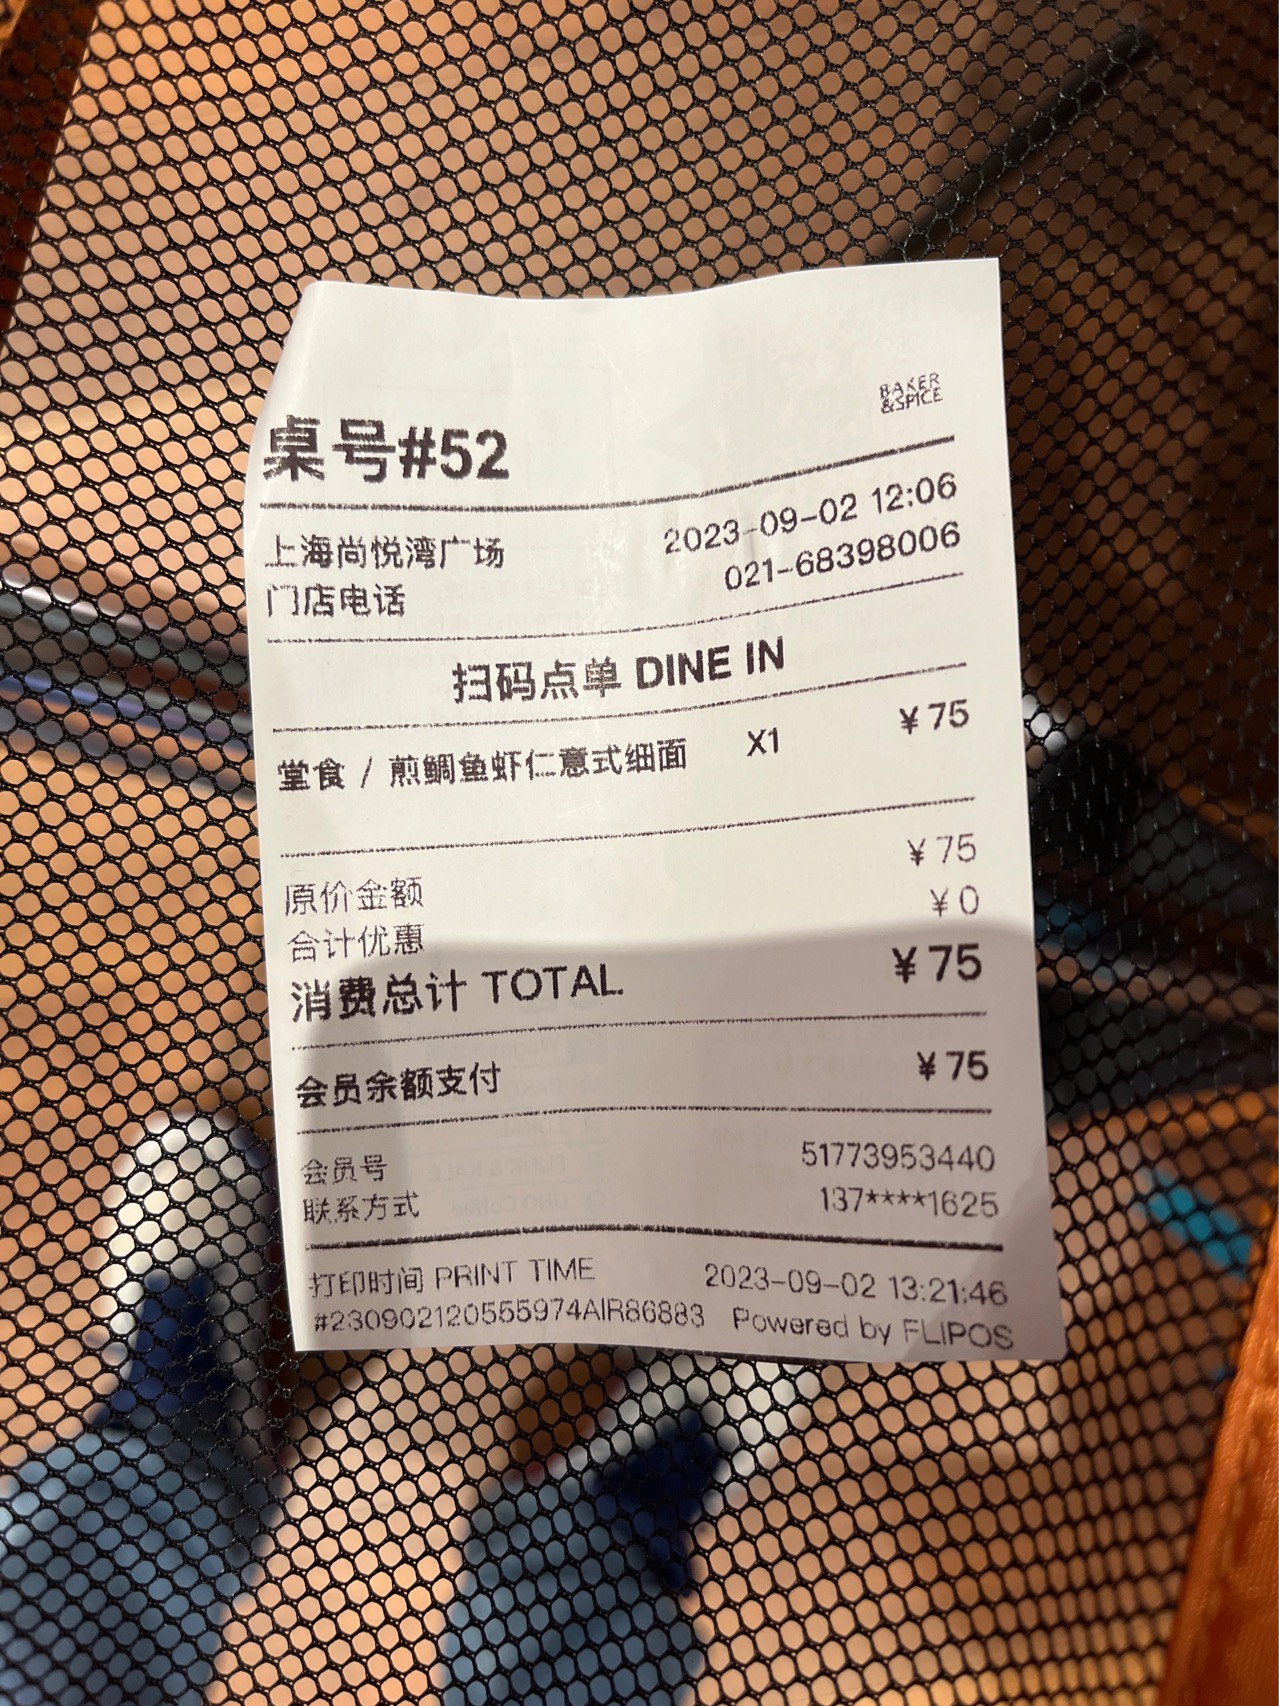 BAKER
&SPICE
桌号#52
上海尚悦湾广场 2023-09-02 12:06
门店电话 021-68398006
扫码点单 DINE IN
堂食 / 煎鲷鱼虾仁意式细面 X1 ¥75
原价金额 ¥75
合计优惠 ¥0
消费总计 TOTAL ¥75
会员余额支付 ¥75
会员号 51773953440
联系方式 137****1625
打印时间 PRINT TIME 2023-09-02 13:21:46
#230902120555974AIR86883 Powered by FLIPOS